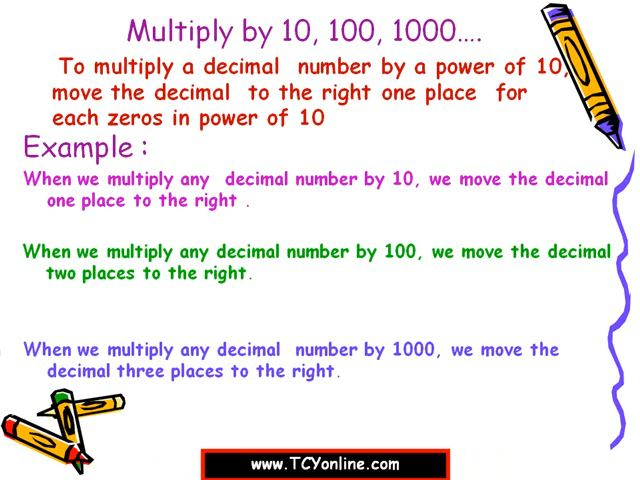 Multiply by 10, 100, 1000....
To multiply a decimal number by a power of 10,
move the decimal to the right one place for
each zeros in power of 10
Example :
When we multiply any decimal number by 10, we move the decimal
one place to the right .
When we multiply any decimal number by 100, we move the decimal
two places to the right.
When we multiply any decimal number by 1000, we move the
decimal three places to the right.
www.TCYonline.com